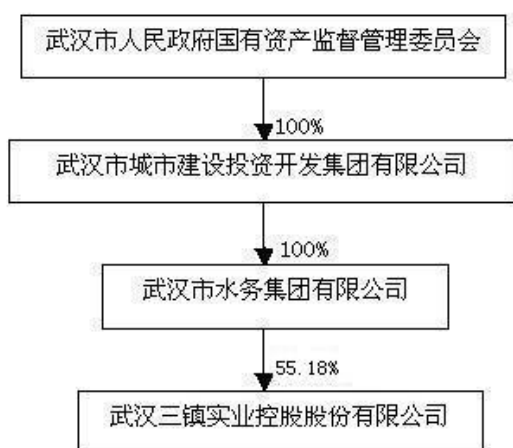 武汉市人民政府国有资产监督管理委员会
100%
武汉市城市建设投资开发集团有限公司
100%
武汉市水务集团有限公司
55.18%
武汉三镇实业控股股份有限公司